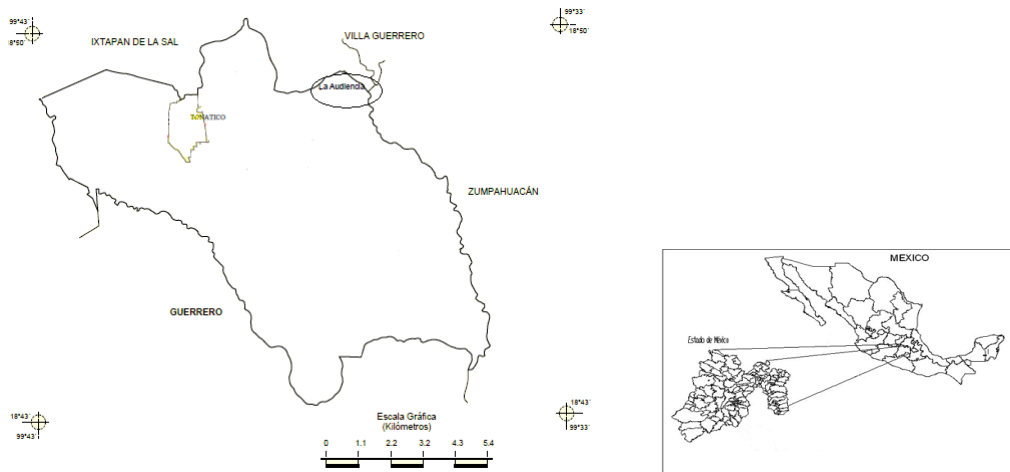 99°43´
18°50´
99°33´
18°50´
IXTAPAN DE LA SAL
VILLA GUERRERO
La Audiencia
TONATICO
ZUMPAHUACÁN
GUERRERO
18°43´
99°43´
18°43´
99°33´
Escala Gráfica
(Kilómetros)
0 1.1 2.2 3.2 4.3 5.4
MEXICO
Estado de México